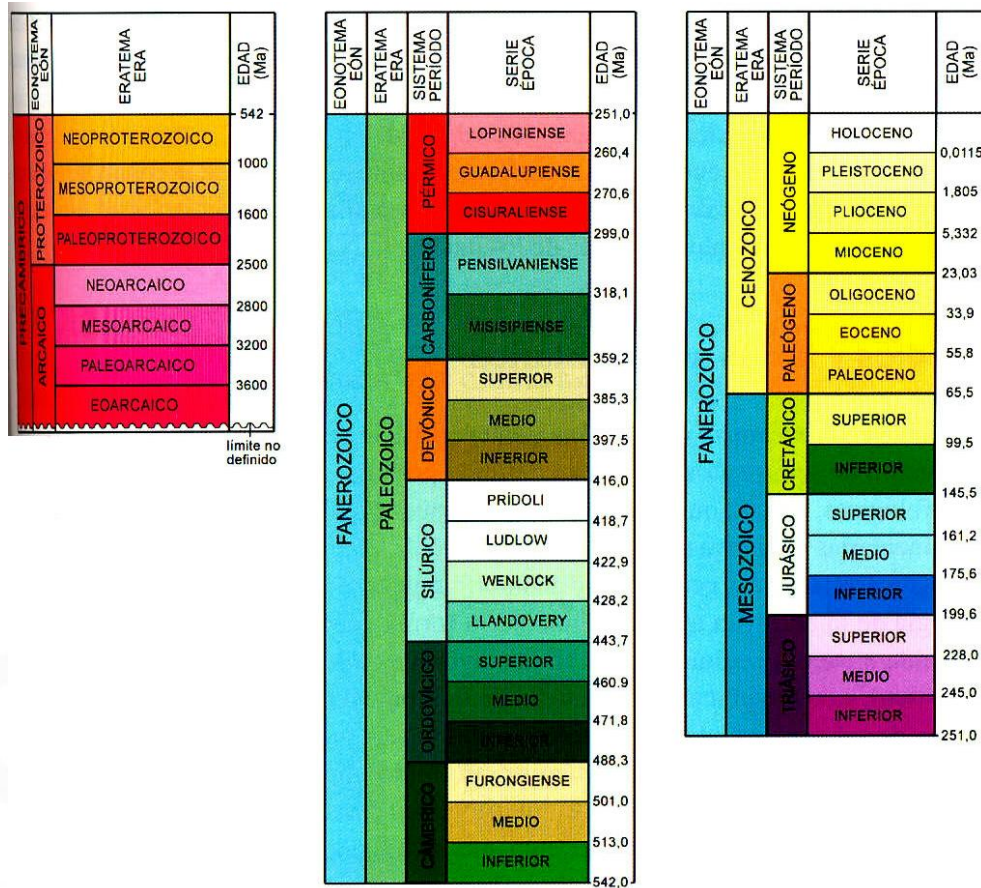 EONOTEMA
EÓN
ERATEMA
ERA
EDAD
(Ma)
PRECÁMBRICO
PROTEROZOICO
ARCAICO
542
NEOPROTEROZOICO
1000
MESOPROTEROZOICO
1600
PALEOPROTEROZOICO
2500
NEOARCAICO
2800
MESOARCAICO
3200
PALEOARCAICO
3600
EOARCAICO
límite no
definido
EONOTEMA
EÓN
ERATEMA
ERA
SISTEMA
PERÍODO
SERIE
ÉPOCA
EDAD
(Ma)
FANEROZOICO
PALEOZOICO
251,0
PÉRMICO
LOPINGIENSE
260,4
GUADALUPIENSE
270,6
CISURALIENSE
299,0
CARBONÍFERO
PENSILVANIENSE
318,1
MISISIPIENSE
359,2
DEVÓNICO
SUPERIOR
385,3
MEDIO
397,5
INFERIOR
416,0
SILÚRICO
PRÍDOLI
418,7
LUDLOW
422,9
WENLOCK
428,2
LLANDOVERY
443,7
ORDOVÍCICO
SUPERIOR
460,9
MEDIO
471,8
INFERIOR
488,3
CÁMBRICO
FURONGIENSE
501,0
MEDIO
513,0
INFERIOR
542,0
EONOTEMA
EÓN
ERATEMA
ERA
SISTEMA
PERÍODO
SERIE
ÉPOCA
EDAD
(Ma)
FANEROZOICO
CENOZOICO
NEÓGENO
HOLOCENO
0,0115
PLEISTOCENO
1,805
PLIOCENO
5,332
MIOCENO
23,03
PALEÓGENO
OLIGOCENO
33,9
EOCENO
55,8
PALEOCENO
65,5
MESOZOICO
CRETÁCICO
SUPERIOR
99,5
INFERIOR
145,5
JURÁSICO
SUPERIOR
161,2
MEDIO
175,6
INFERIOR
199,6
TRIÁSICO
SUPERIOR
228,0
MEDIO
245,0
INFERIOR
251,0